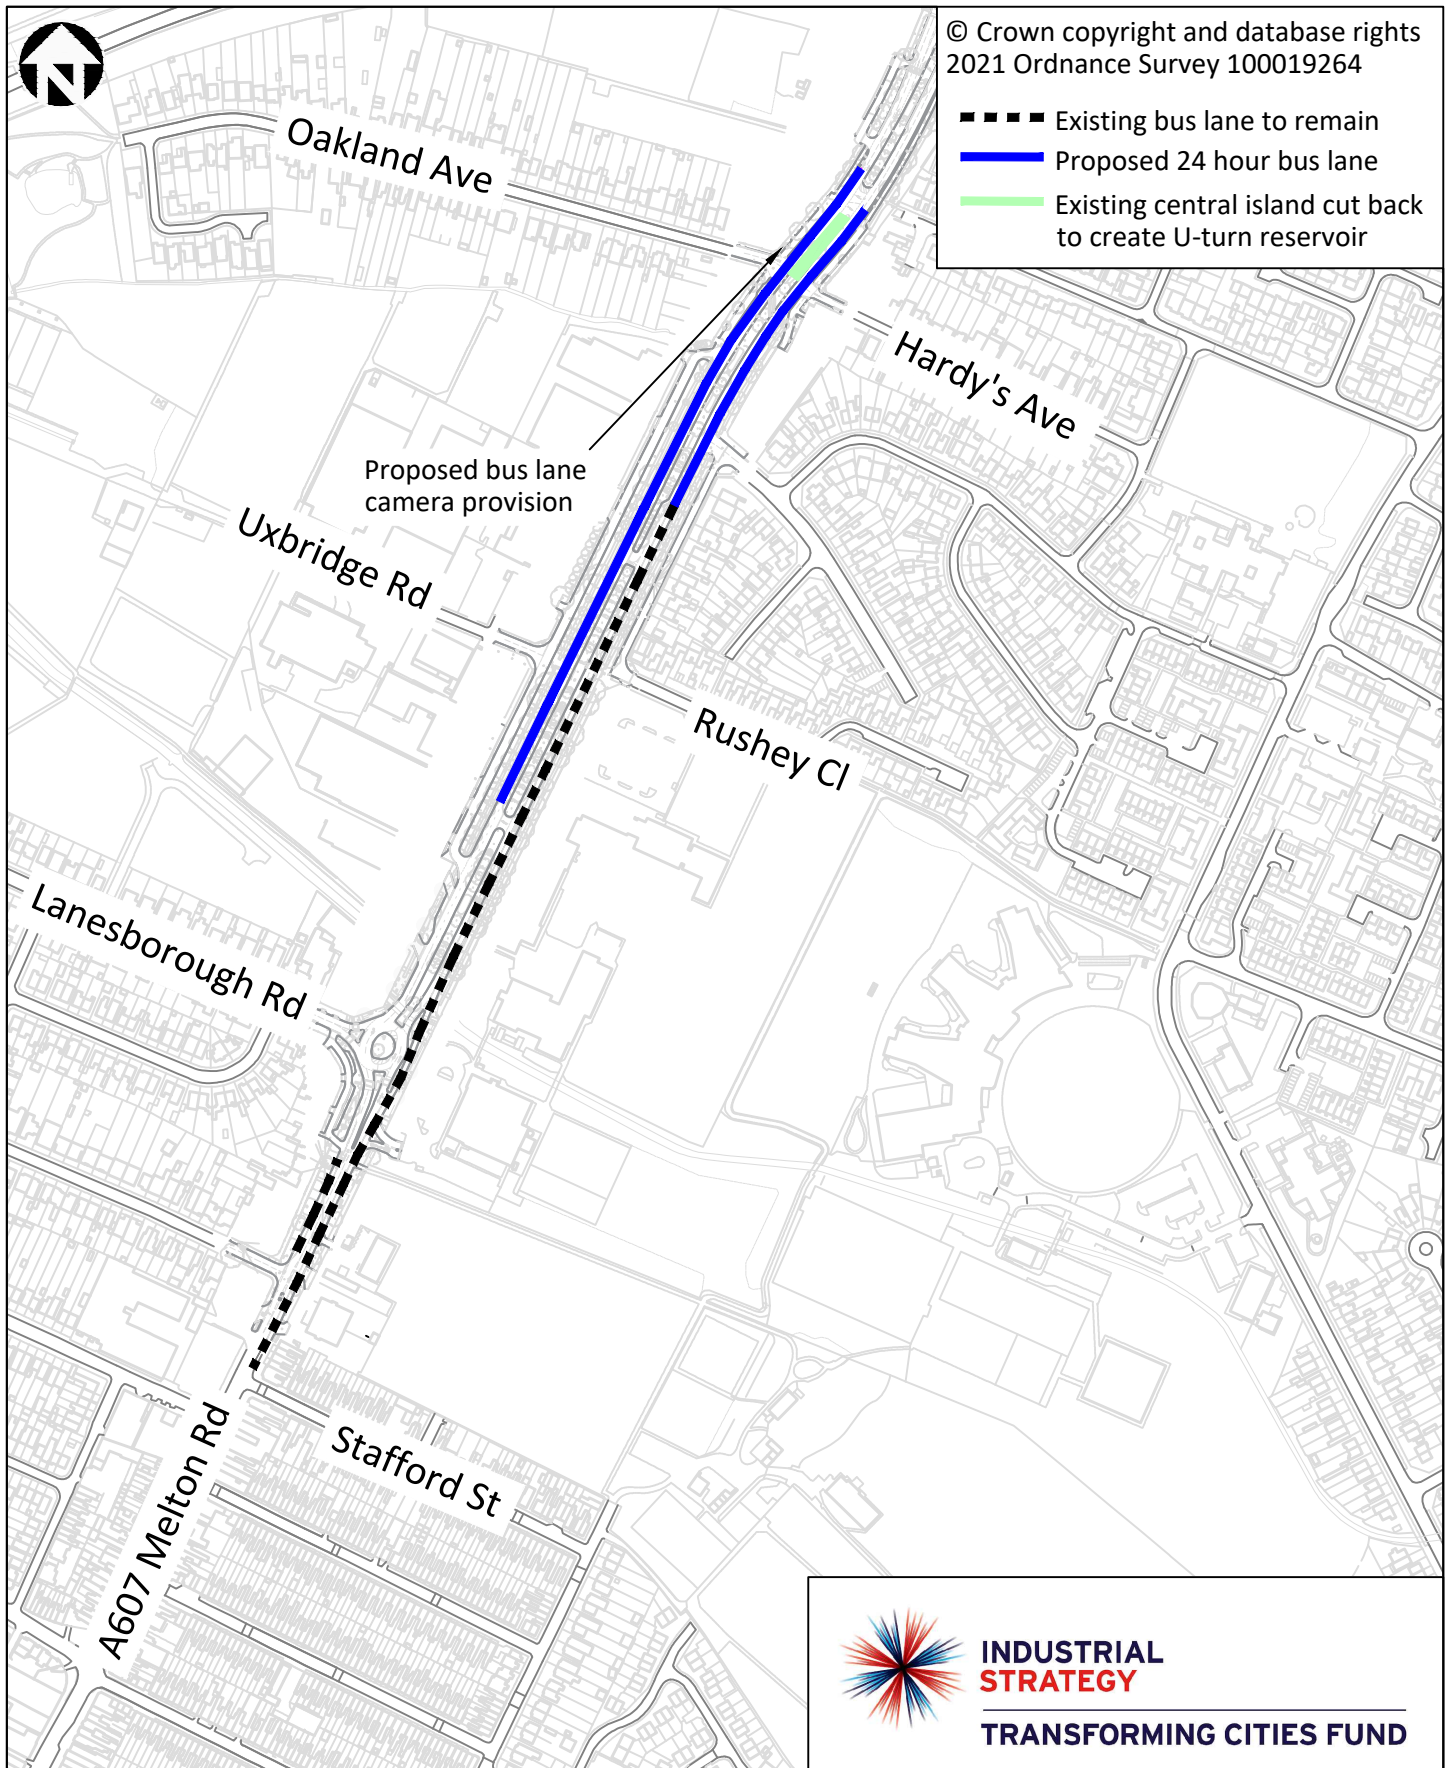 N
© Crown copyright and database rights
2021 Ordnance Survey 100019264
Existing bus lane to remain
Proposed 24 hour bus lane
Existing central island cut back
to create U-turn reservoir
Oakland Ave
Hardy's Ave
Proposed bus lane
camera provision
Uxbridge Rd
Rushey Cl
Lanesborough Rd
Stafford St
A607 Melton Rd
INDUSTRIAL
STRATEGY
TRANSFORMING CITIES FUND